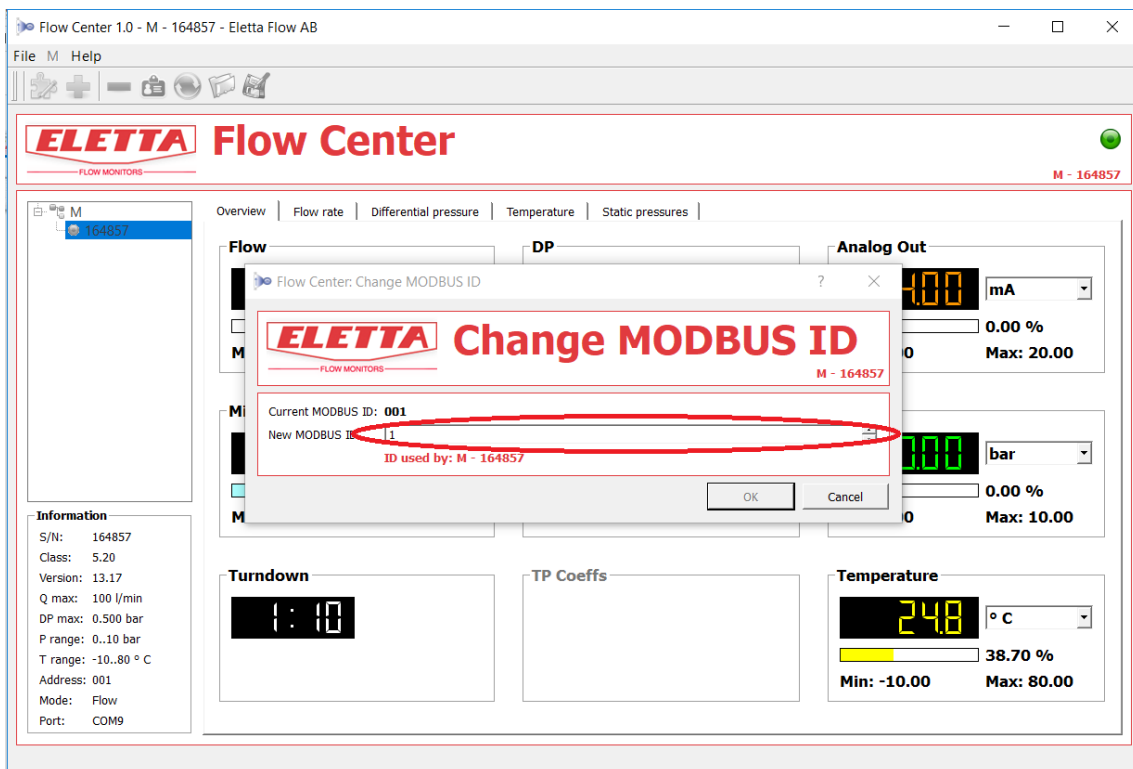 Flow Center 1.0 - M - 164857 - Eletta Flow AB
File M Help
ELETTA
FLOW MONITORS
Flow Center
M - 164857
M
164857
Overview Flow rate Differential pressure Temperature Static pressures
Flow
DP
Analog Out
mA
0.00 %
Max: 20.00
Flow Center: Change MODBUS ID
ELETTA
FLOW MONITORS
Change MODBUS ID
M - 164857
Current MODBUS ID: 001
New MODBUS I
1
ID used by: M - 164857
OK Cancel
bar
0.00 %
Max: 10.00
Information
S/N: 164857
Class: 5.20
Version: 13.17
Q max: 100 l/min
DP max: 0.500 bar
P range: 0..10 bar
T range: -10..80 ° C
Address: 001
Mode: Flow
Port: COM9
Turndown
1:10
TP Coeffs
Temperature
24.8
° C
38.70 %
Min: -10.00 Max: 80.00